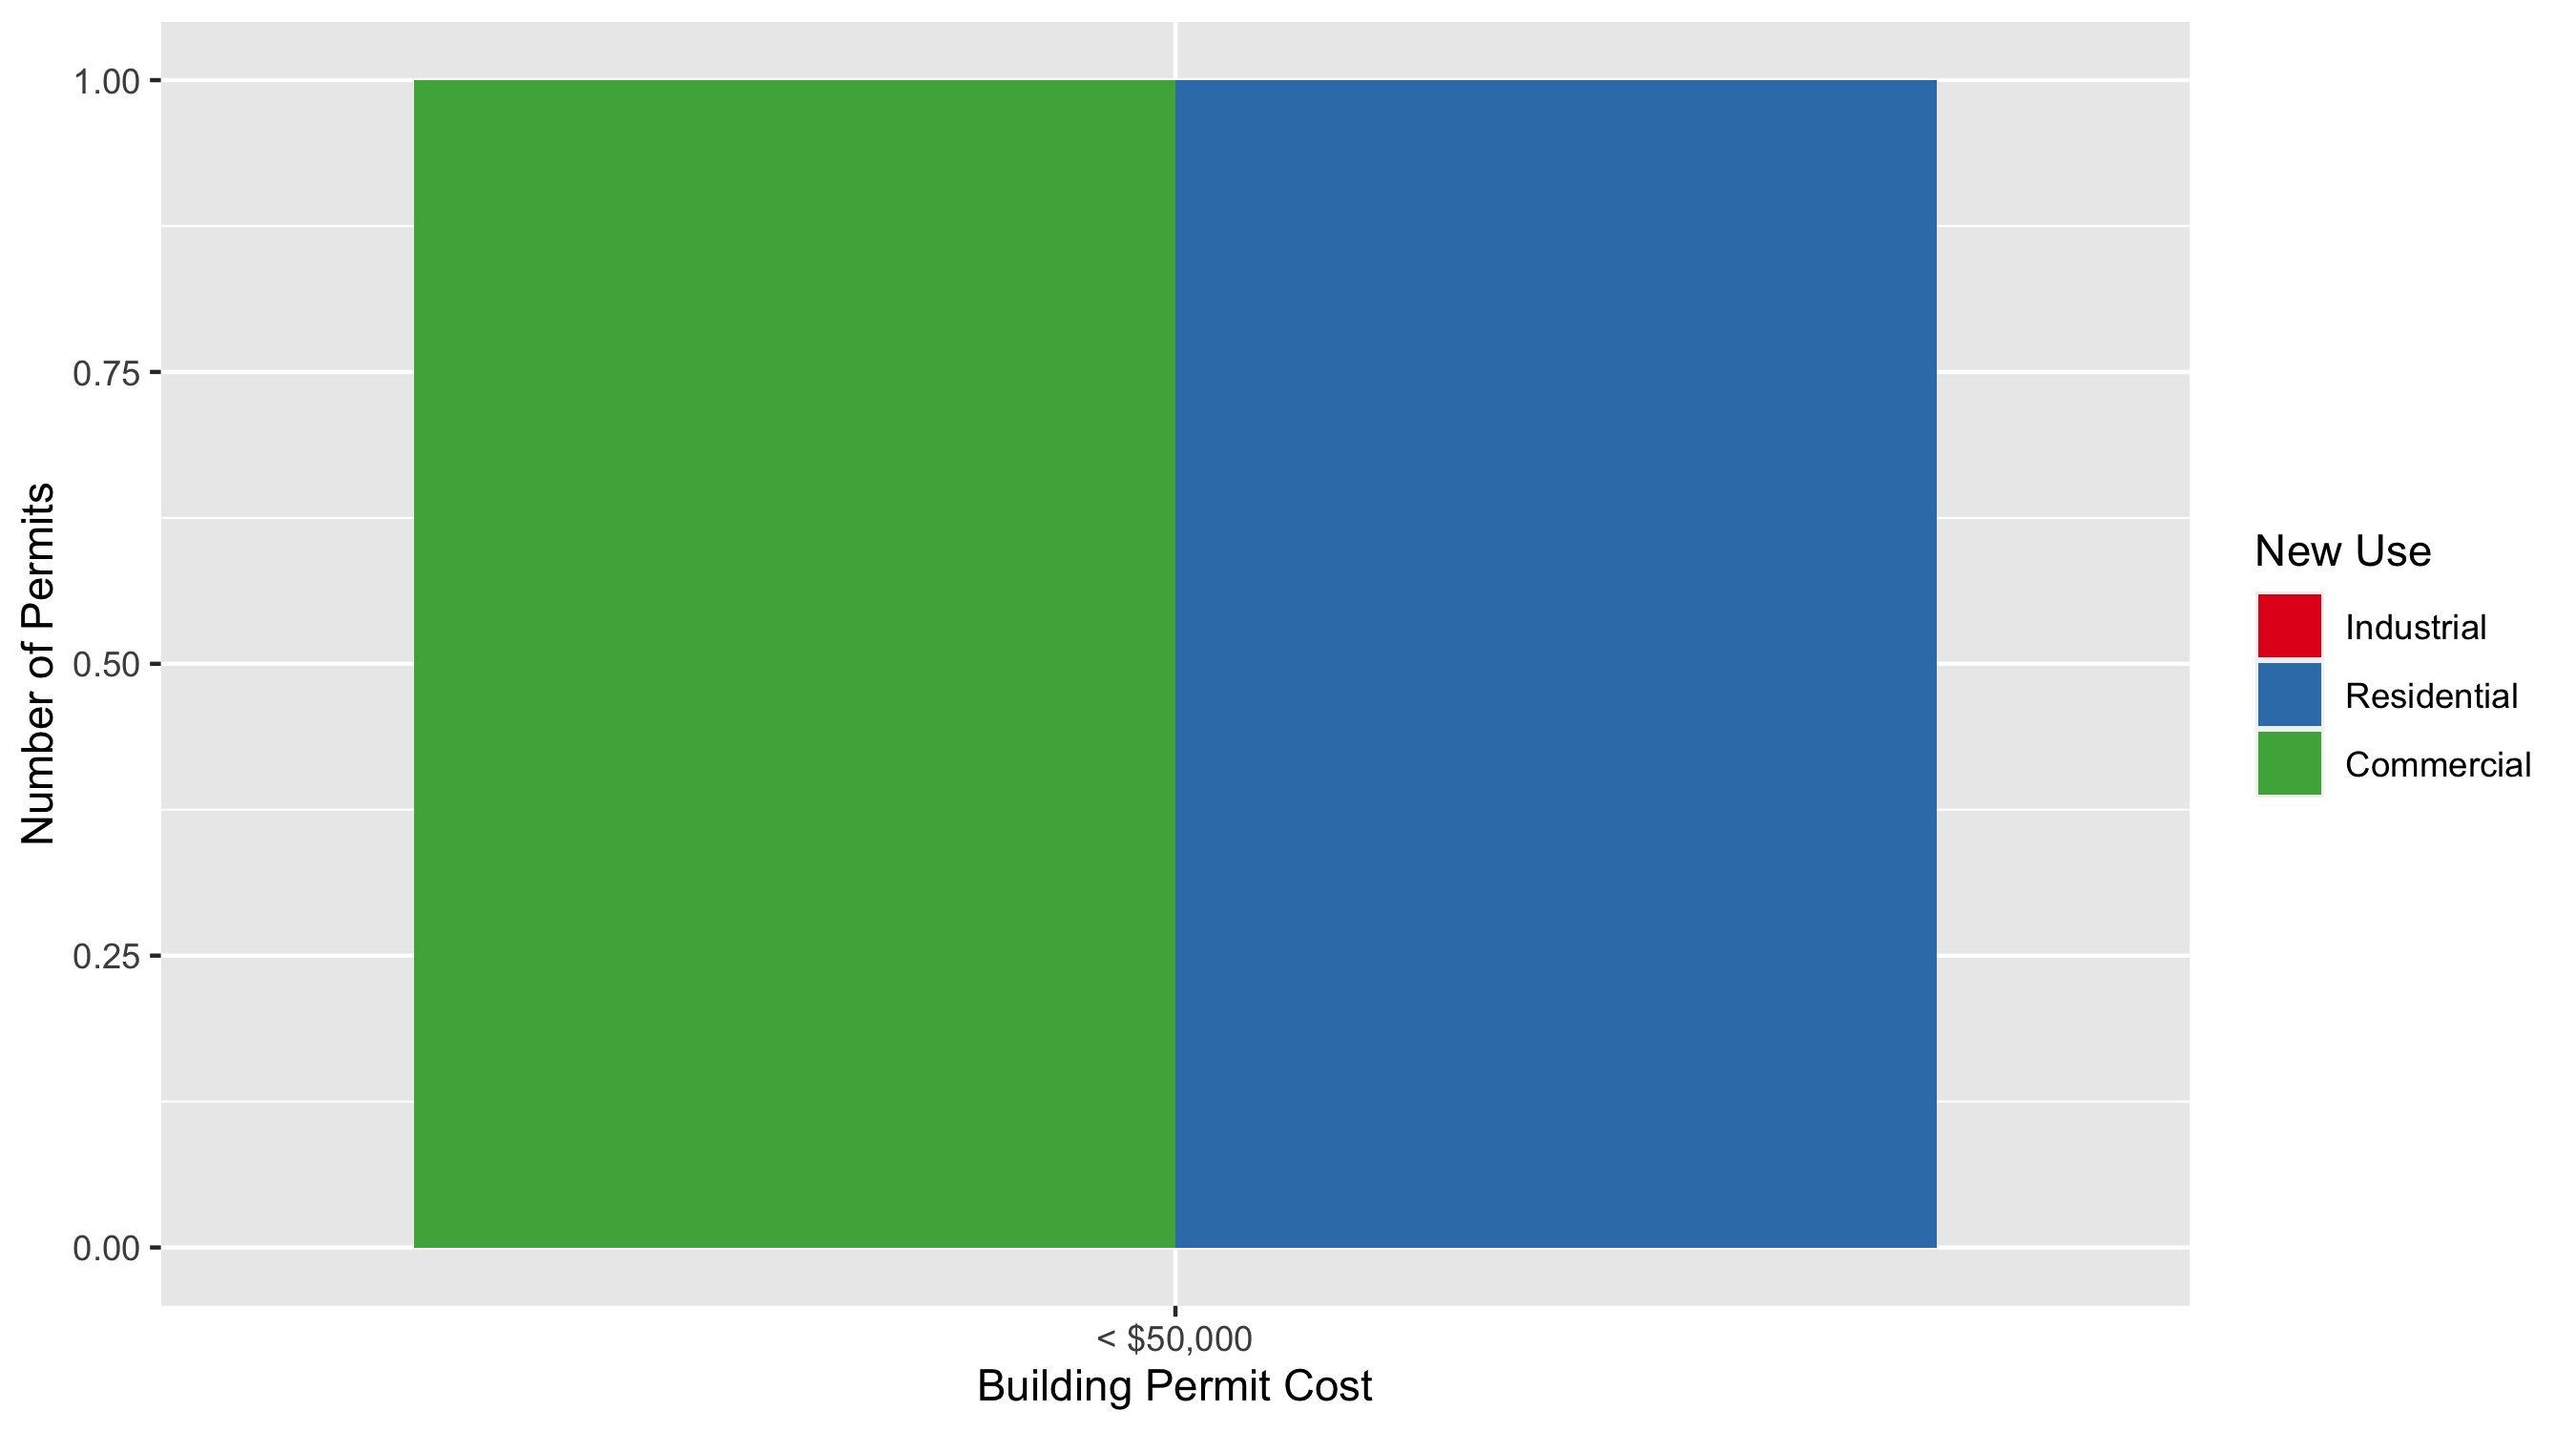 1.00
0.75
0.50
0.25
0.00
Number of Permits
< $50,000
Building Permit Cost
New Use
Industrial
Residential
Commercial